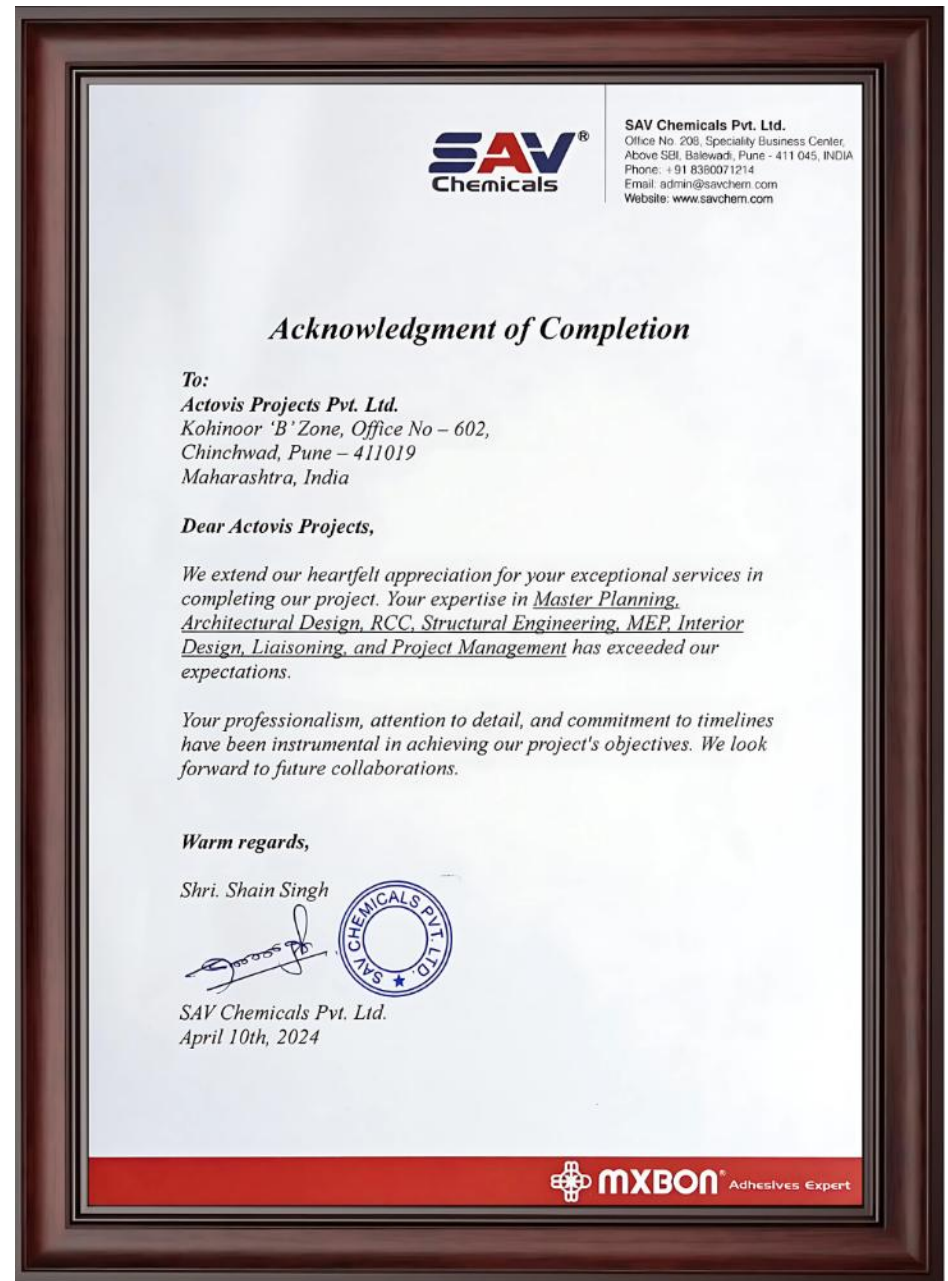 SAV®
Chemicals
SAV Chemicals Pvt. Ltd.
Office No. 208, Speciality Business Center,
Above SBI, Balewadi, Pune - 411 045, INDIA
Phone: +91 8380071214
Email: admin@savchem.com
Website: www.savchem.com
Acknowledgment of Completion
To:
Actovis Projects Pvt. Ltd.
Kohinoor ‘B’ Zone, Office No – 602,
Chinchwad, Pune – 411019
Maharashtra, India
Dear Actovis Projects,
We extend our heartfelt appreciation for your exceptional services in
completing our project. Your expertise in Master Planning,
Architectural Design, RCC, Structural Engineering, MEP, Interior
Design, Liaisoning, and Project Management has exceeded our
expectations.
Your professionalism, attention to detail, and commitment to timelines
have been instrumental in achieving our project's objectives. We look
forward to future collaborations.
Warm regards,
Shri. Shain Singh
SAV CHEMICALS PVT. LTD.
SAV Chemicals Pvt. Ltd.
April 10th, 2024
MXBON® Adhesives Expert